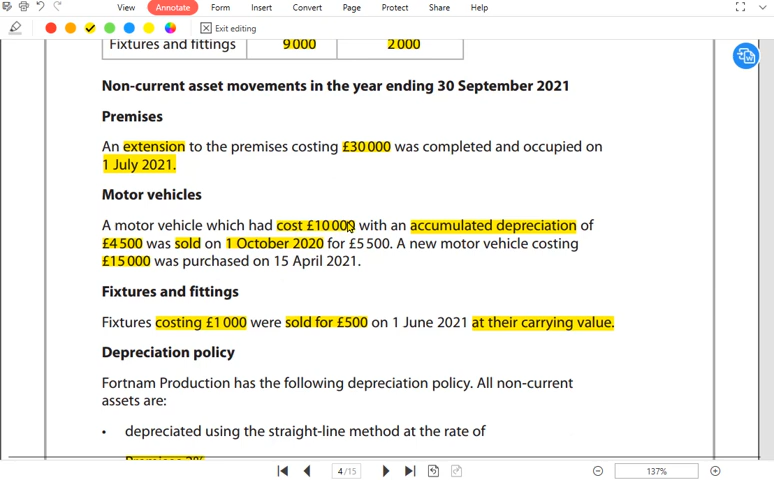 View Annotate Form Insert Convert Page Protect Share Help
Exit editing
Fixtures and fittings 9000 2000
Non-current asset movements in the year ending 30 September 2021
Premises
An extension to the premises costing £30000 was completed and occupied on
1 July 2021.
Motor vehicles
A motor vehicle which had cost £10000 with an accumulated depreciation of
£4500 was sold on 1 October 2020 for £5500. A new motor vehicle costing
£15000 was purchased on 15 April 2021.
Fixtures and fittings
Fixtures costing £1000 were sold for £500 on 1 June 2021 at their carrying value.
Depreciation policy
Fortnam Production has the following depreciation policy. All non-current
assets are:
• depreciated using the straight-line method at the rate of
Premises 2%
4/15 137%